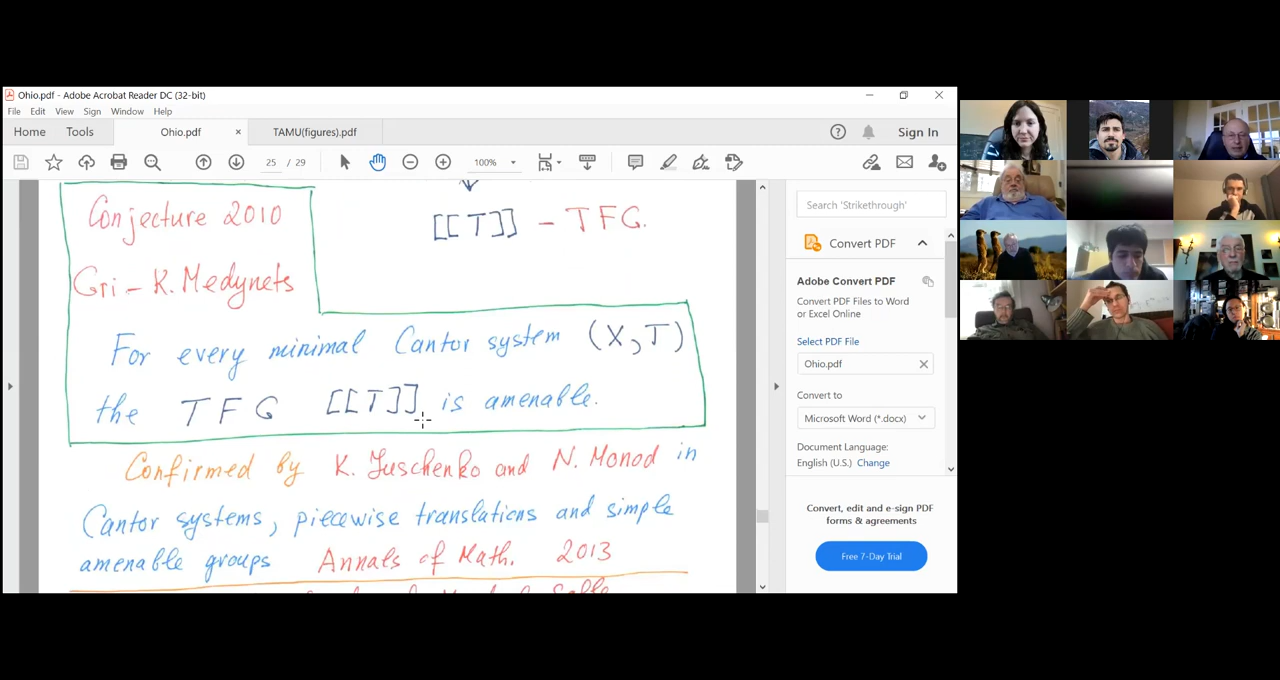 Ohio.pdf - Adobe Acrobat Reader DC (32-bit)
File Edit View Sign Window Help
Home Tools Ohio.pdf × TAMU(figures).pdf Sign In
25 / 29 100%
Conjecture 2010
Gri - K. Medynets
[[T]] - TFG.
For every minimal Cantor system (X,T)
the TFG [[T]] is amenable.
Confirmed by K. Juschenko and N. Monod in
Cantor systems, piecewise translations and simple
amenable groups Annals of Math. 2013
Search 'Strikethrough'
Convert PDF
Adobe Convert PDF
Convert PDF Files to Word
or Excel Online
Select PDF File
Ohio.pdf
Convert to
Microsoft Word (*.docx)
Document Language:
English (U.S.) Change
Convert, edit and e-sign PDF
forms & agreements
Free 7-Day Trial